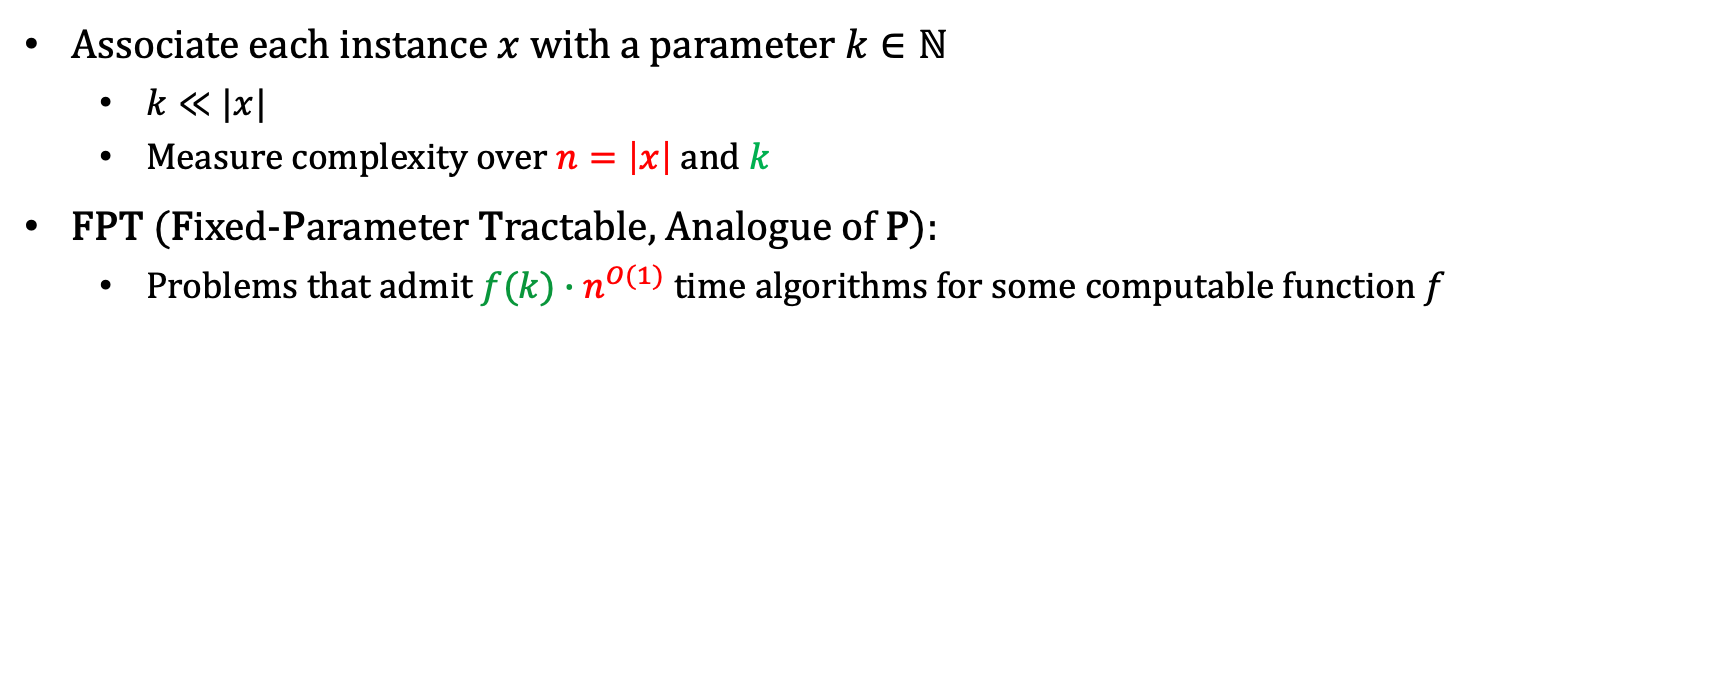 • Associate each instance x with a parameter k ∈ ℕ
• k ≪ |x|
• Measure complexity over n = |x| and k
• FPT (Fixed-Parameter Tractable, Analogue of P):
• Problems that admit f(k) · n^{O(1)} time algorithms for some computable function f